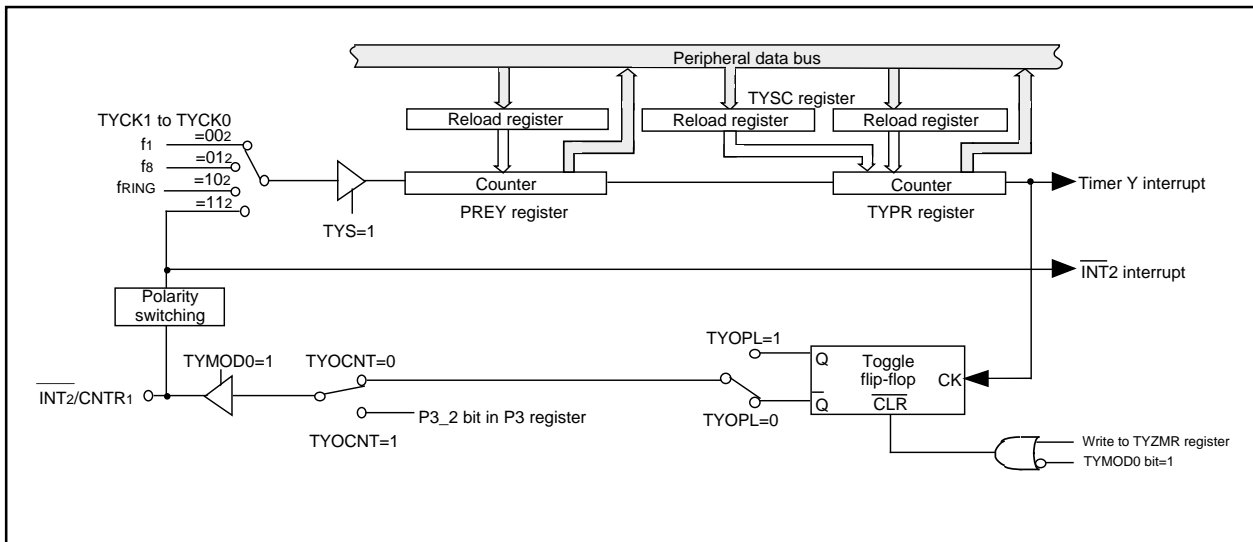 Peripheral data bus
TYSC register
Reload register
Reload register
Reload register
TYCK1 to TYCK0
f1
=002
f8
=012
fRING
=102
=112
TYS=1
Counter
PREY register
Counter
TYPR register
Timer Y interrupt
INT2 interrupt
Polarity
switching
TYMOD0=1
TYOCNT=0
TYOPL=1
Q
Toggle
flip-flop
CK
INT2/CNTR1
P3_2 bit in P3 register
TYOCNT=1
TYOPL=0
Q
CLR
Write to TYZMR register
TYMOD0 bit=1